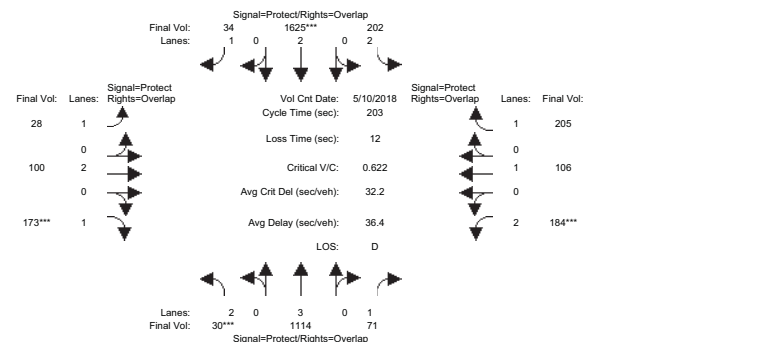 Signal=Protect/Rights=Overlap
Final Vol: 34 1625*** 202
Lanes: 1 0 2 0 2
Signal=Protect
Final Vol: Lanes: Rights=Overlap
Vol Cnt Date: 5/10/2018
Signal=Protect
Rights=Overlap Lanes: Final Vol:
Cycle Time (sec): 203
28 1
1 205
Loss Time (sec): 12
0
0
100 2
Critical V/C: 0.622
1 106
0
Avg Crit Del (sec/veh): 32.2
0
173*** 1
Avg Delay (sec/veh): 36.4
2 184***
LOS: D
Lanes: 2 0 3 0 1
Final Vol: 30*** 1114 71
Signal=Protect/Rights=Overlap